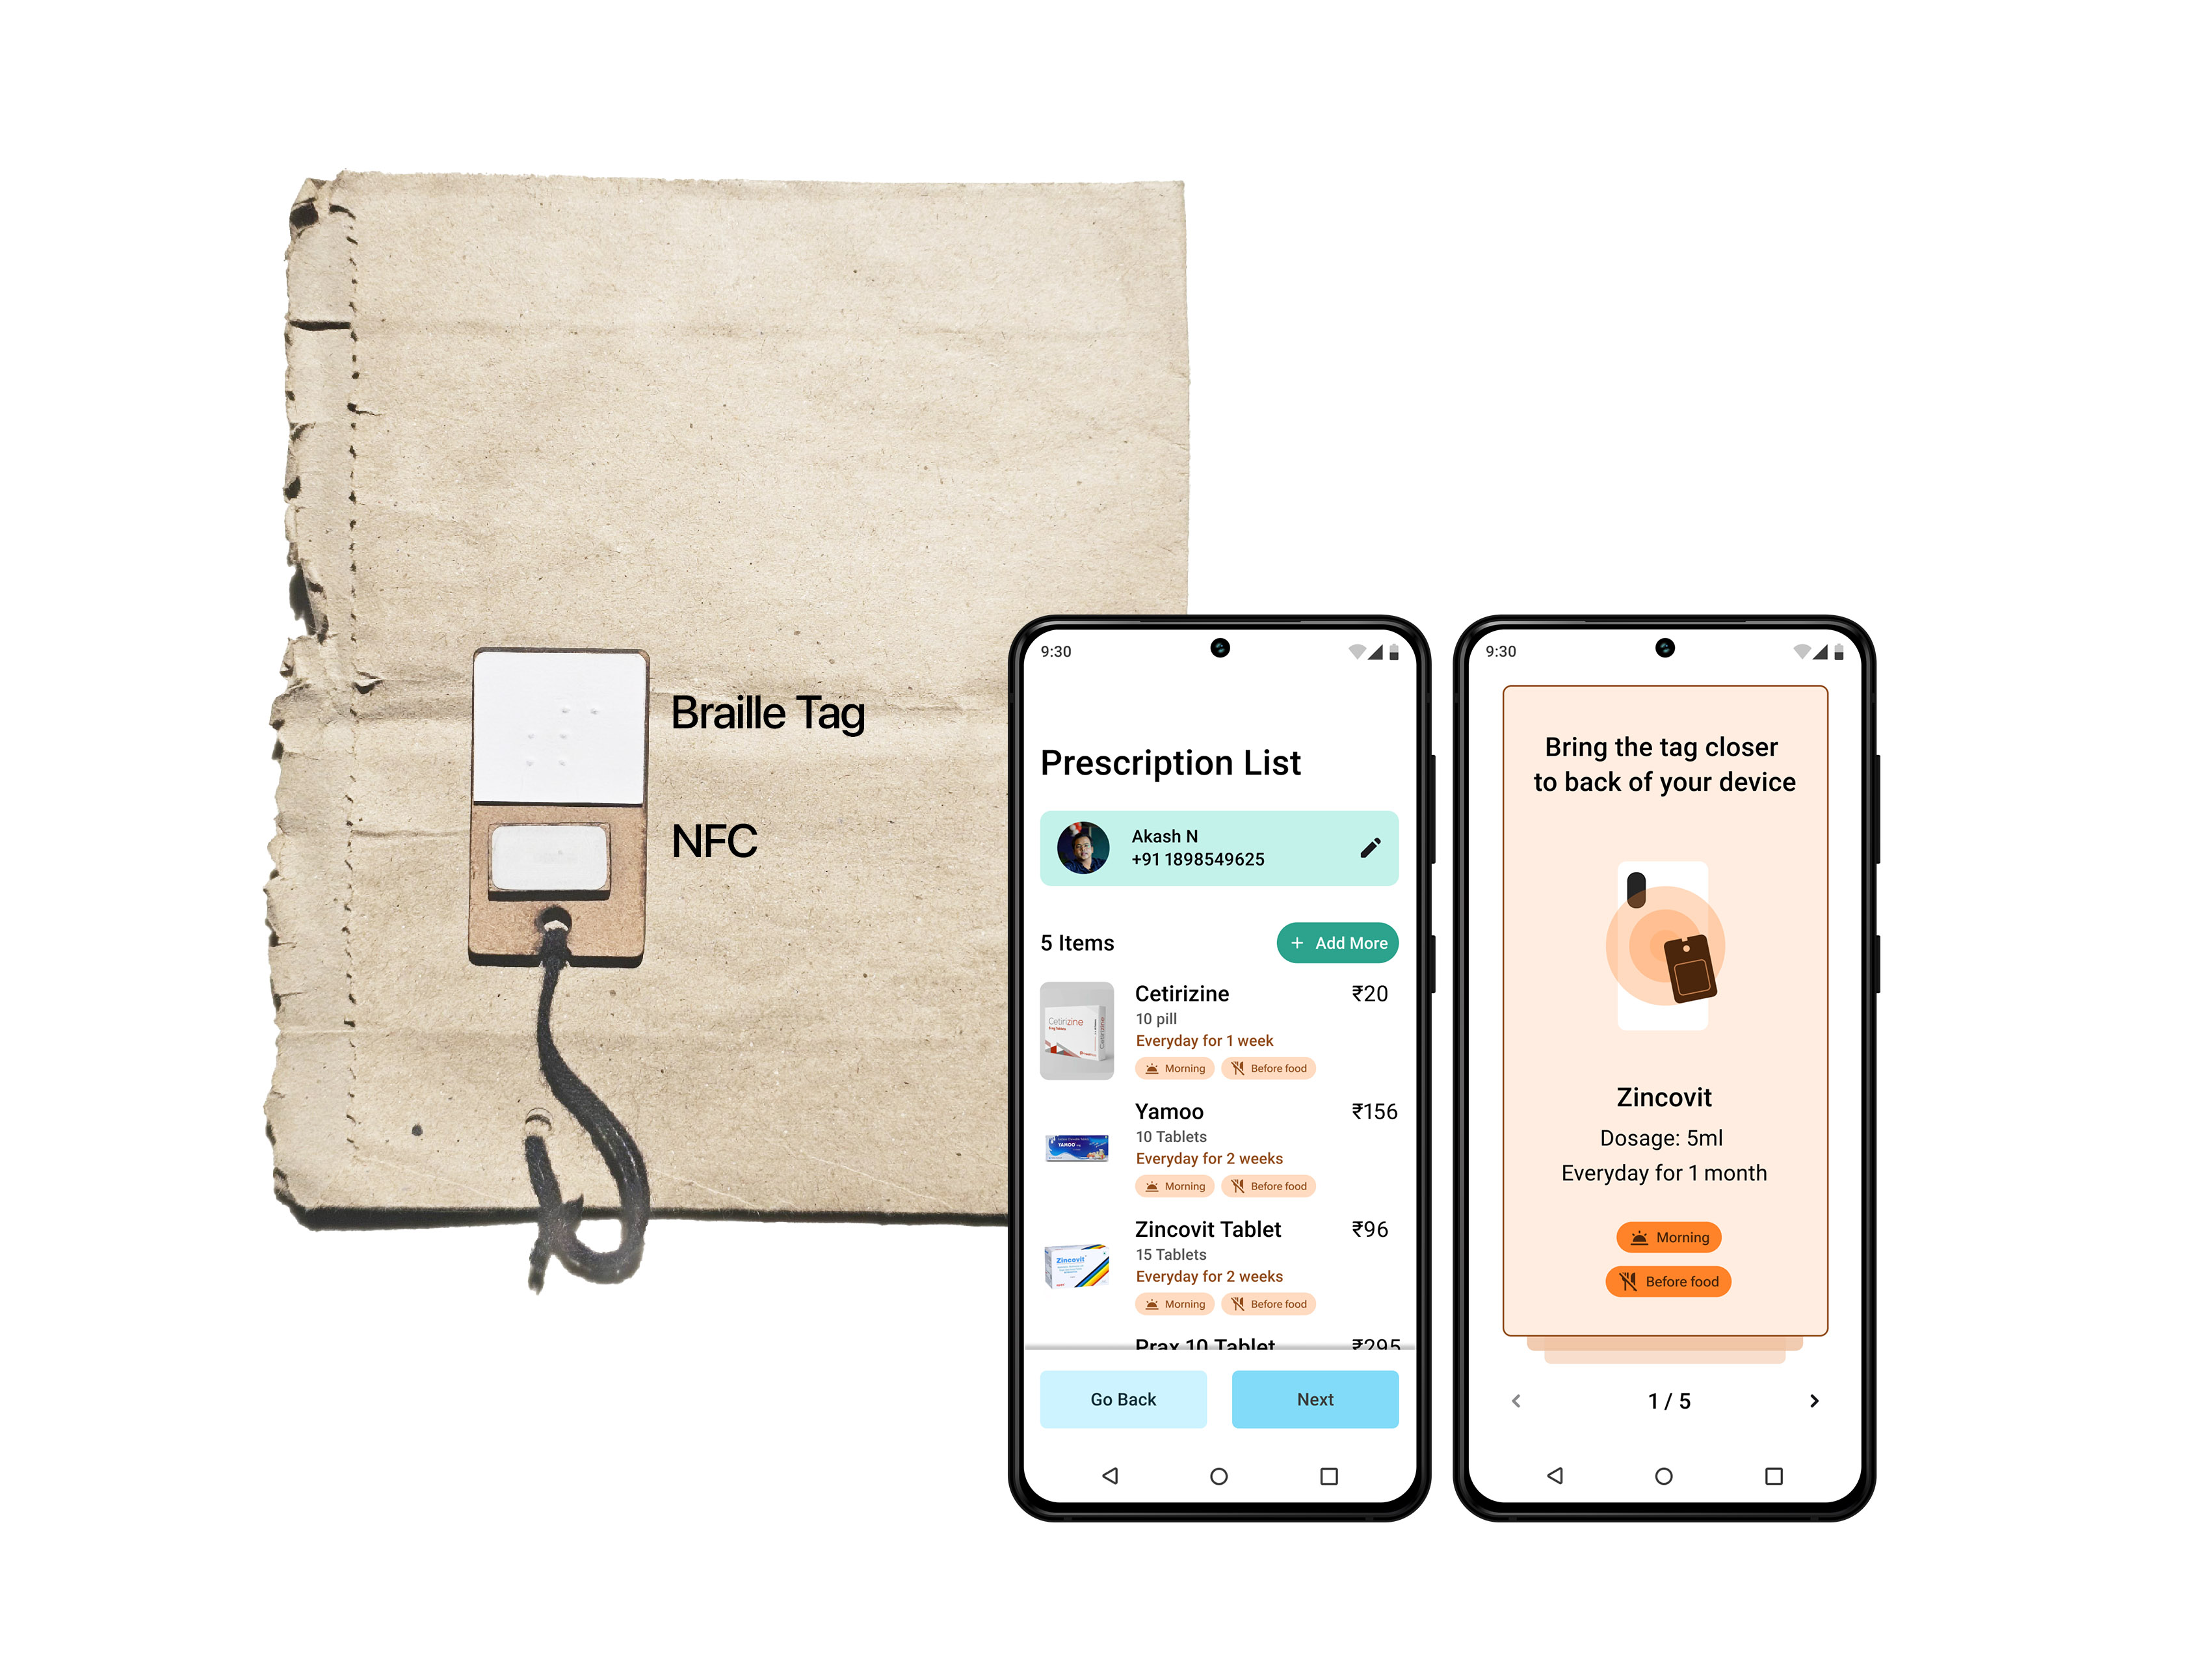 Braille Tag
NFC
9:30
Prescription List
Akash N
+91 1898549625
5 Items
+ Add More
Cetirizine
Cetirizine
₹20
10 pill
Everyday for 1 week
Morning
Before food
YAMOO
Yamoo
₹156
10 Tablets
Everyday for 2 weeks
Morning
Before food
Zincovit
Zincovit Tablet
₹96
15 Tablets
Everyday for 2 weeks
Morning
Before food
Prax 10 Tablet
₹295
Go Back
Next
9:30
Bring the tag closer
to back of your device
Zincovit
Dosage: 5ml
Everyday for 1 month
Morning
Before food
1 / 5